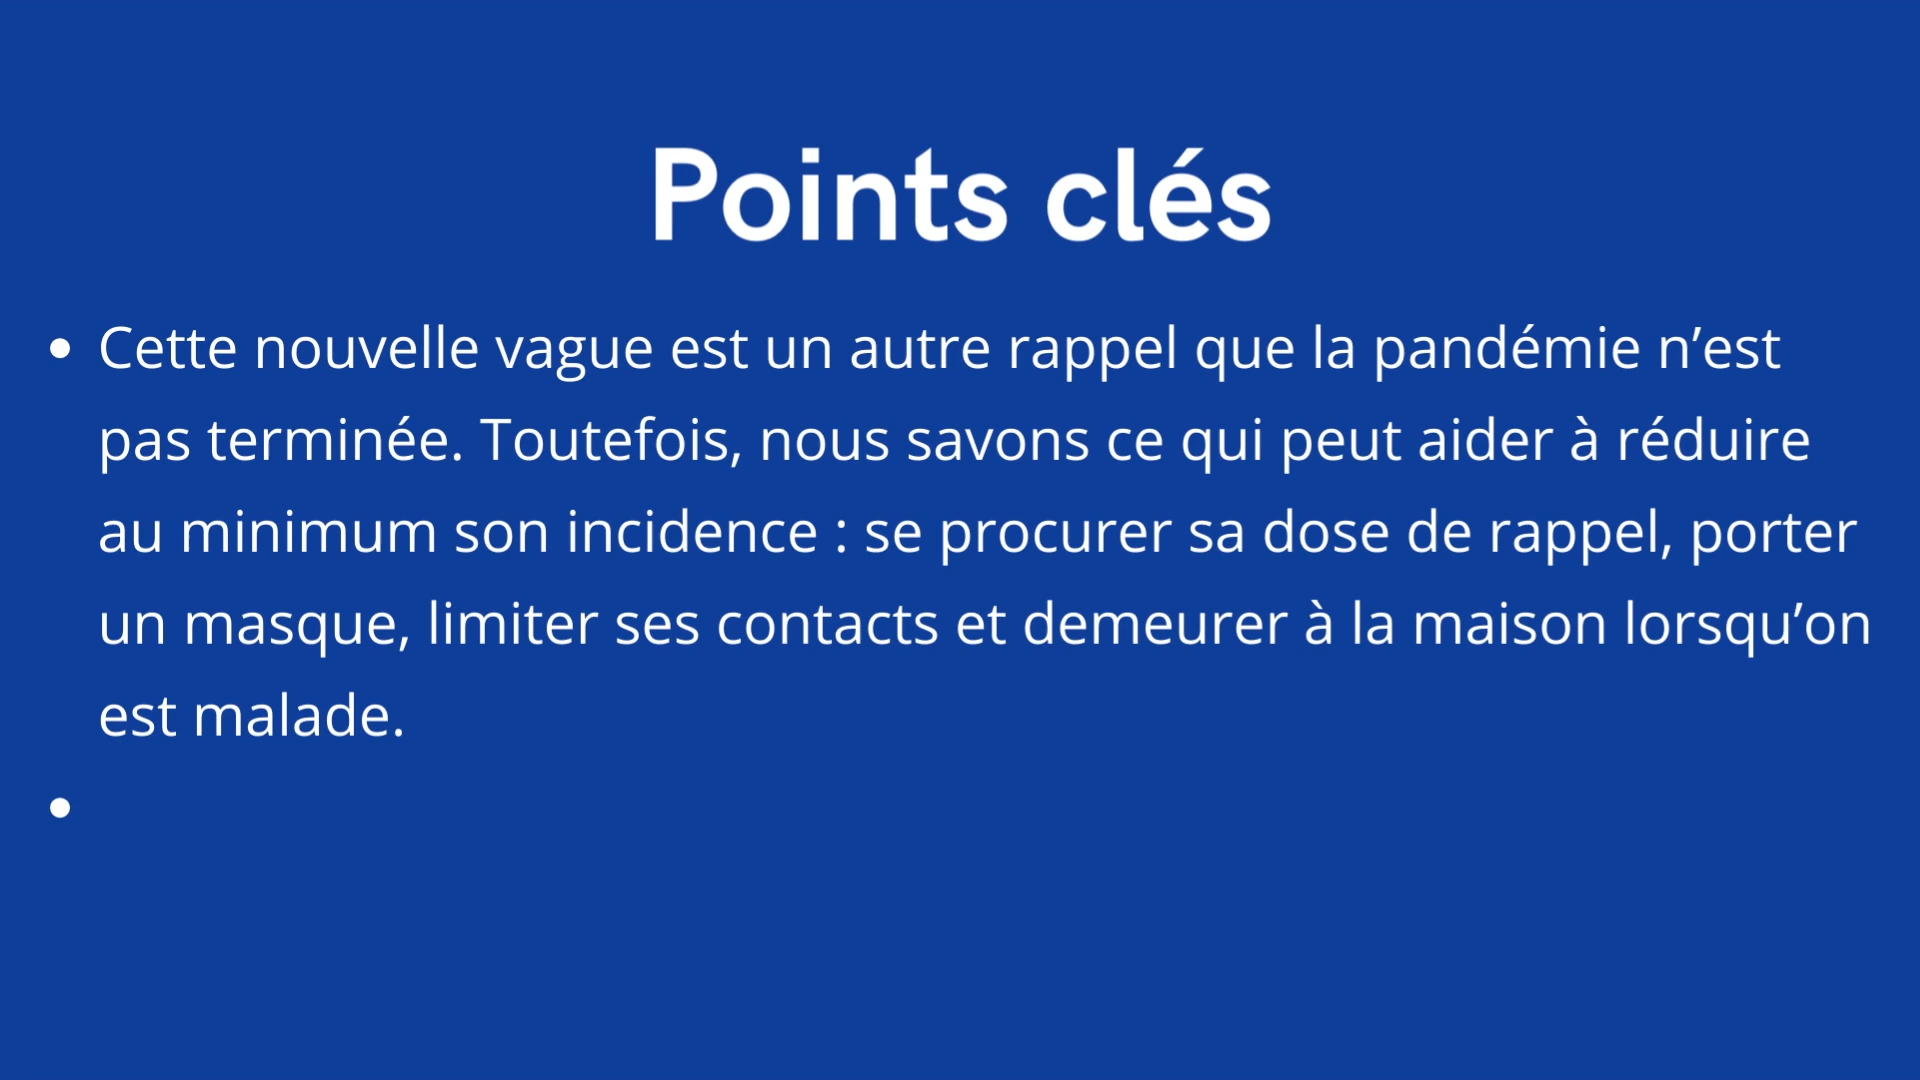 Points clés
• Cette nouvelle vague est un autre rappel que la pandémie n’est
pas terminée. Toutefois, nous savons ce qui peut aider à réduire
au minimum son incidence : se procurer sa dose de rappel, porter
un masque, limiter ses contacts et demeurer à la maison lorsqu’on
est malade.
•